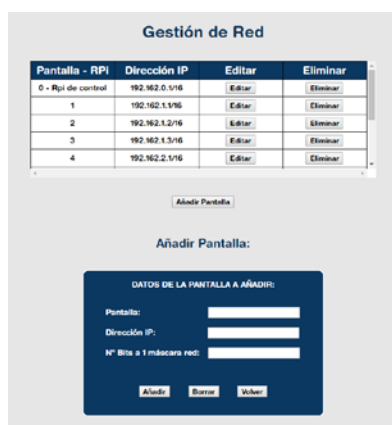 Gestión de Red
Pantalla - RPi Dirección IP Editar Eliminar
0 - Rpi de control 192.162.0.1/16 Editar Eliminar
1 192.162.1.1/16 Editar Eliminar
2 192.162.1.2/16 Editar Eliminar
3 192.162.1.3/16 Editar Eliminar
4 192.162.2.1/16 Editar Eliminar
Añadir Pantalla
Añadir Pantalla:
DATOS DE LA PANTALLA A AÑADIR:
Pantalla:
Dirección IP:
Nº Bits a 1 máscara red:
Añadir Borrar Volver